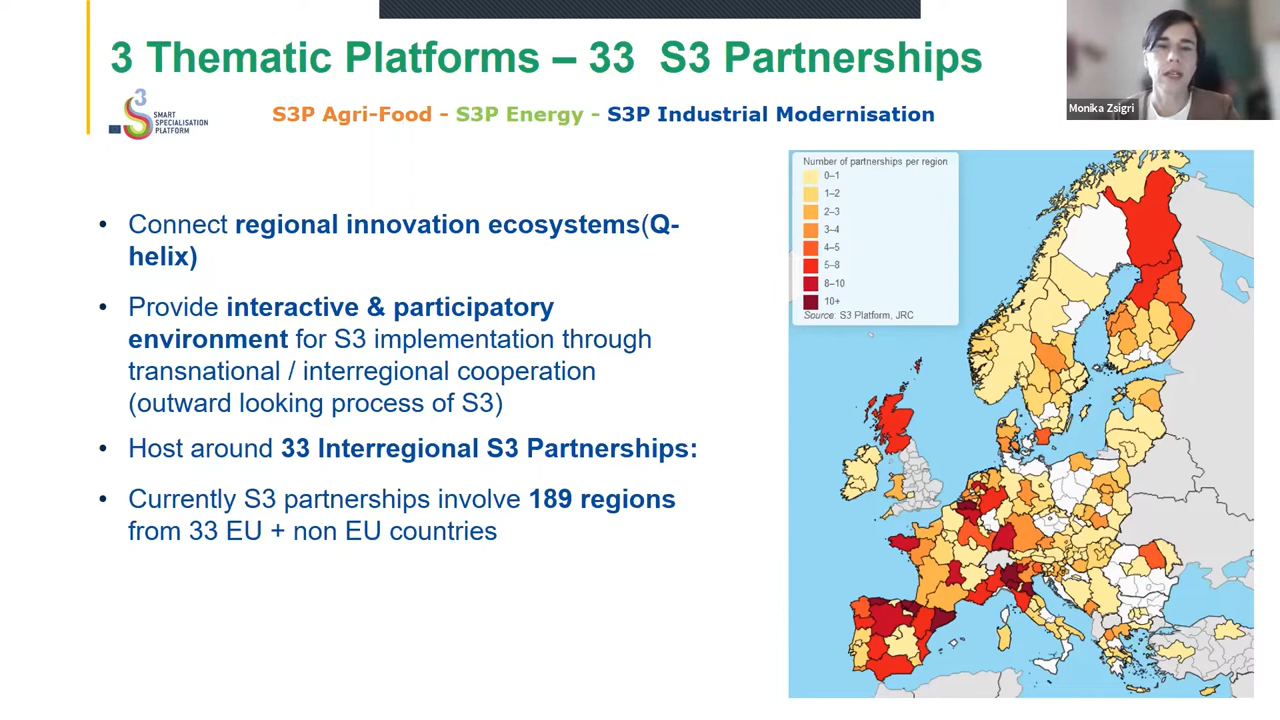 3 Thematic Platforms – 33 S3 Partnerships
Monika Zsigri
3
SMART
SPECIALISATION
PLATFORM
S3P Agri-Food - S3P Energy - S3P Industrial Modernisation
• Connect regional innovation ecosystems(Q-
helix)
• Provide interactive & participatory
environment for S3 implementation through
transnational / interregional cooperation
(outward looking process of S3)
• Host around 33 Interregional S3 Partnerships:
• Currently S3 partnerships involve 189 regions
from 33 EU + non EU countries
Number of partnerships per region
0–1
1–2
2–3
3–4
4–5
5–8
8–10
10+
Source: S3 Platform, JRC